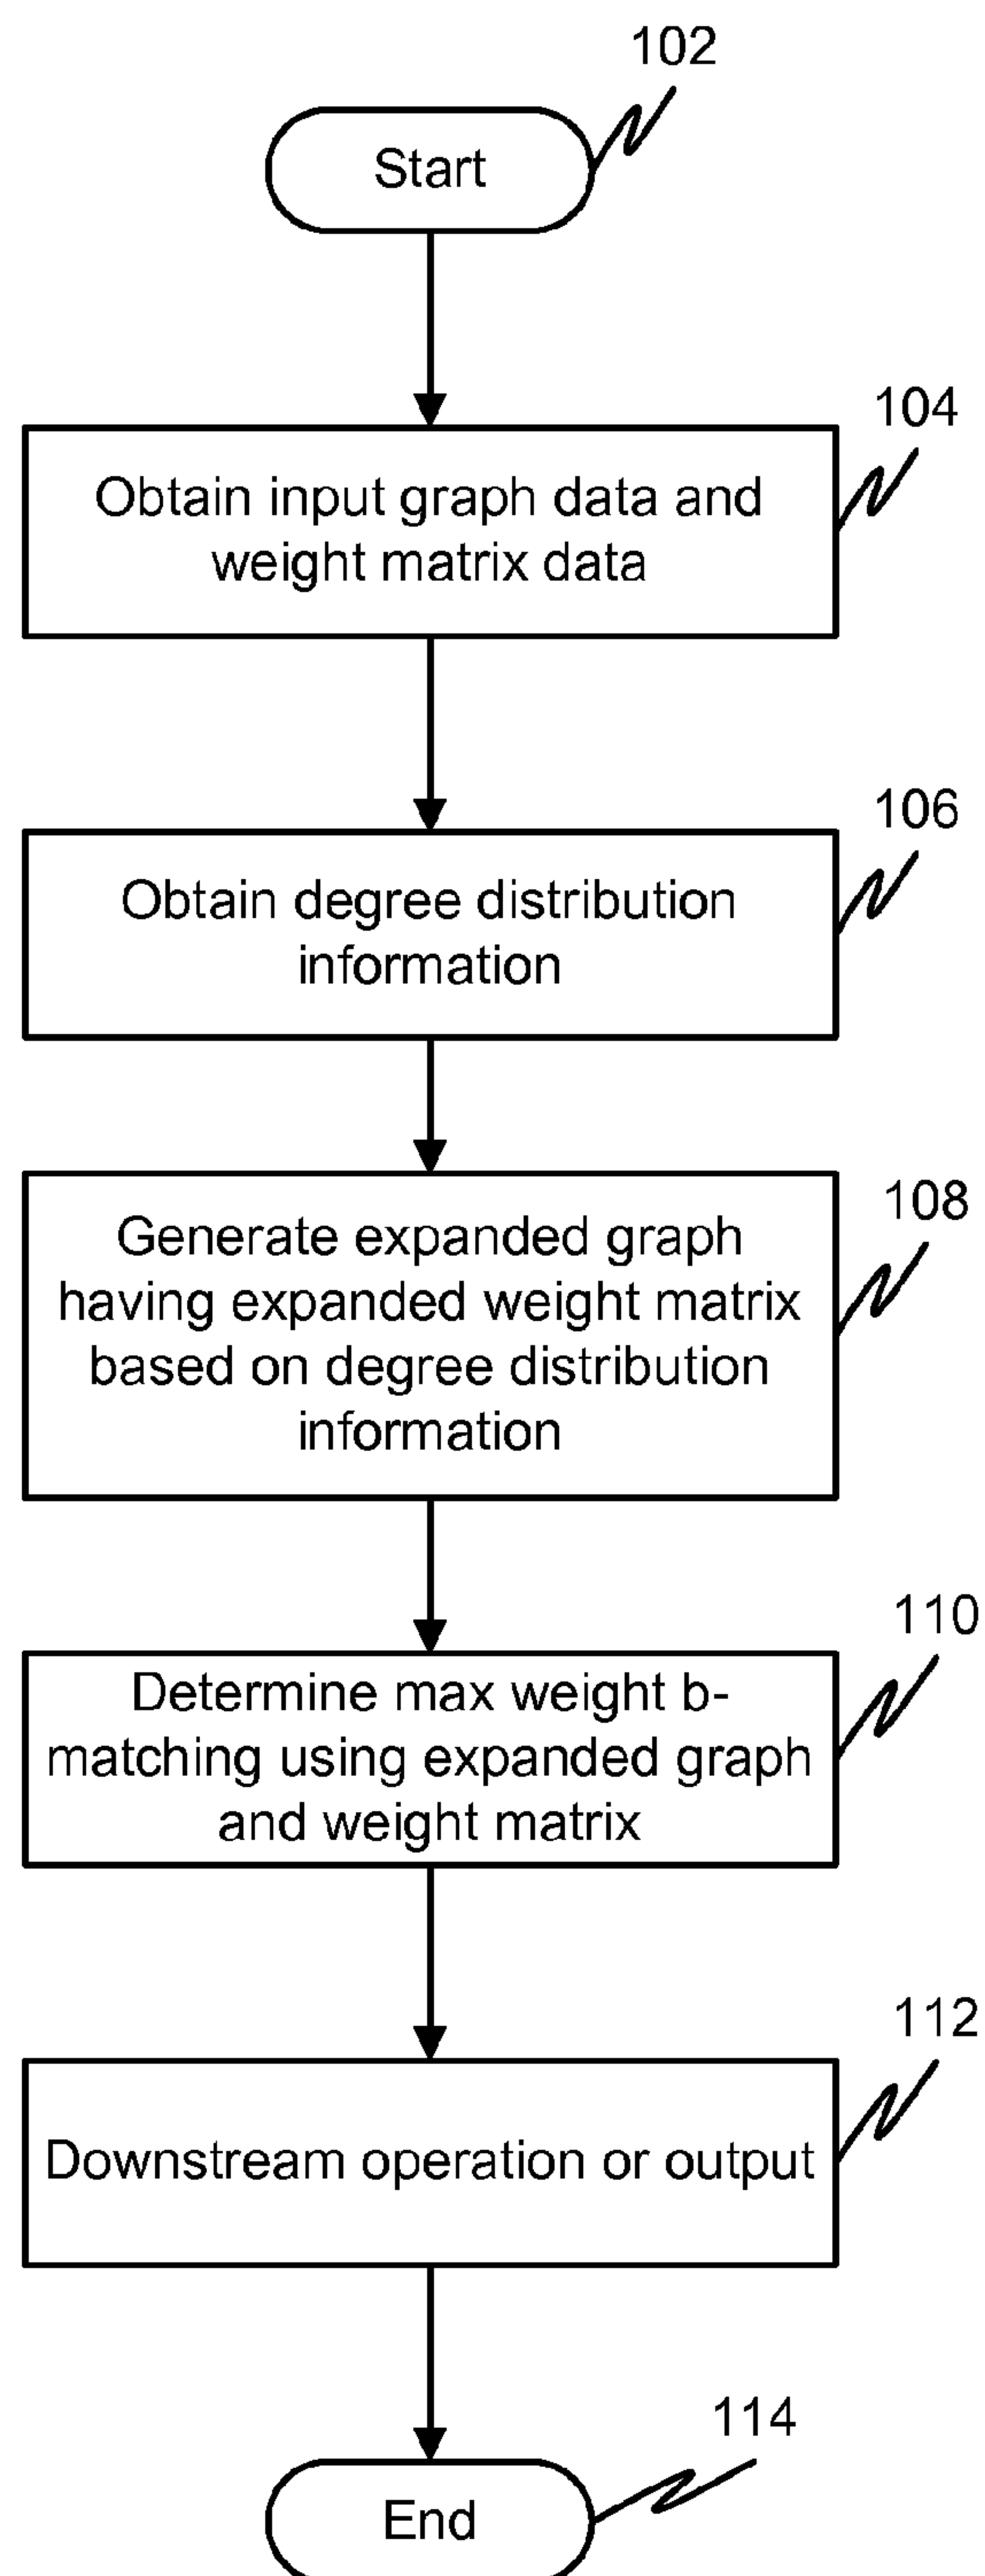 102
Start
104
Obtain input graph data and
weight matrix data
106
Obtain degree distribution
information
108
Generate expanded graph
having expanded weight matrix
based on degree distribution
information
110
Determine max weight b-
matching using expanded graph
and weight matrix
112
Downstream operation or output
114
End